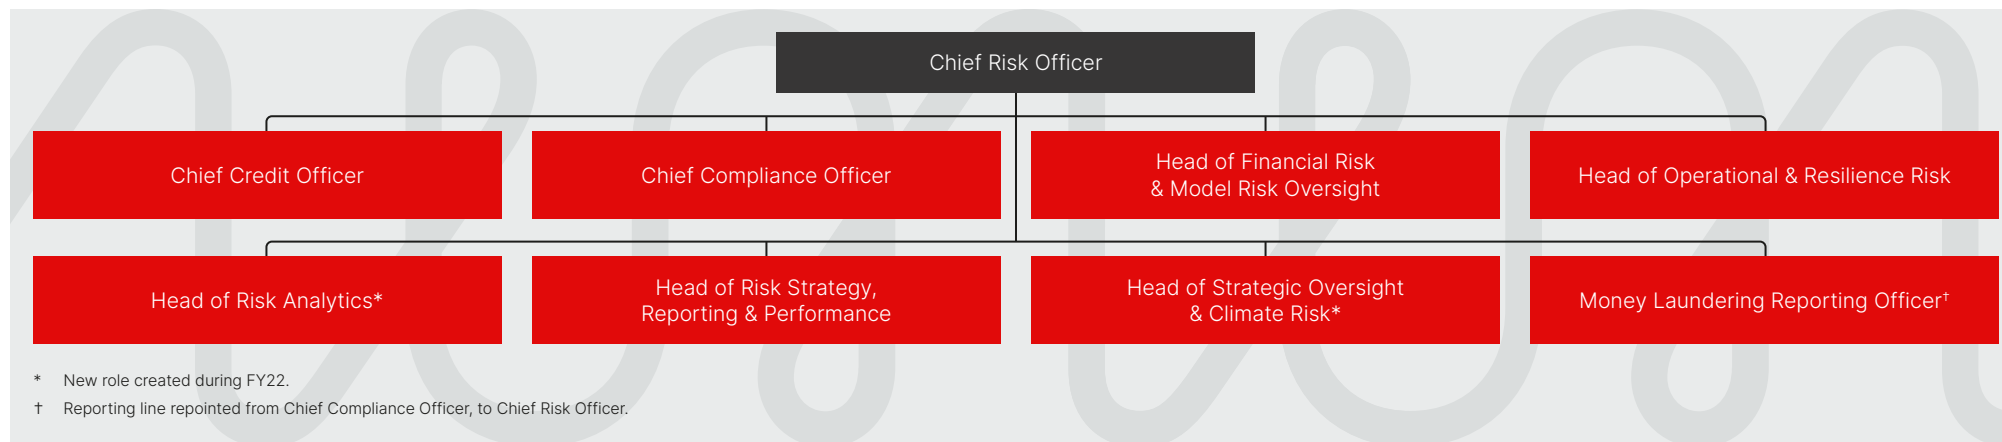 Chief Risk Officer
Chief Credit Officer
Chief Compliance Officer
Head of Financial Risk
& Model Risk Oversight
Head of Operational & Resilience Risk
Head of Risk Analytics*
Head of Risk Strategy,
Reporting & Performance
Head of Strategic Oversight
& Climate Risk*
Money Laundering Reporting Officer†
* New role created during FY22.
† Reporting line repointed from Chief Compliance Officer, to Chief Risk Officer.